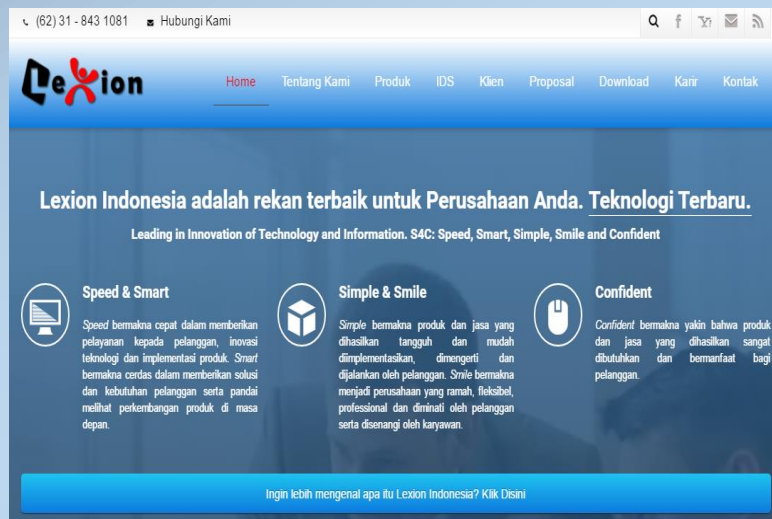 (62) 31 - 843 1081 Hubungi Kami
Lexion
Home Tentang Kami Produk IDS Klien Proposal Download Karir Kontak
Lexion Indonesia adalah rekan terbaik untuk Perusahaan Anda. Teknologi Terbaru.
Leading in Innovation of Technology and Information. S4C: Speed, Smart, Simple, Smile and Confident
Speed & Smart
Speed bermakna cepat dalam memberikan
pelayanan kepada pelanggan, inovasi
teknologi dan implementasi produk. Smart
bermakna cerdas dalam memberikan solusi
dan kebutuhan pelanggan serta pandai
melihat perkembangan produk di masa
depan.
Simple & Smile
Simple bermakna produk dan jasa yang
dihasilkan tangguh dan mudah
diimplementasikan, dimengerti dan
dijalankan oleh pelanggan. Smile bermakna
menjadi perusahaan yang ramah, fleksibel,
professional dan diminati oleh pelanggan
serta disenangi oleh karyawan.
Confident
Confident bermakna yakin bahwa produk
dan jasa yang dihasilkan sangat
dibutuhkan dan bermanfaat bagi
pelanggan.
Ingin lebih mengenal apa itu Lexion Indonesia? Klik Disini